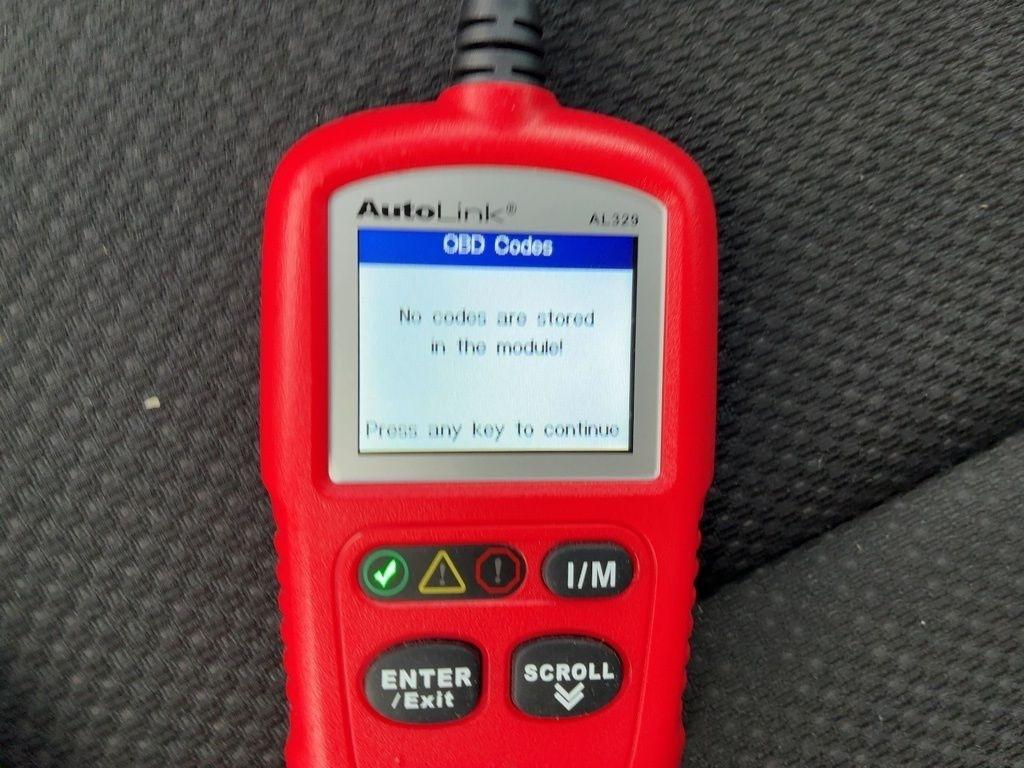 AutoLink®
AL329
OBD Codes
No codes are stored
in the module!
Press any key to continue
I/M
ENTER
/Exit
SCROLL